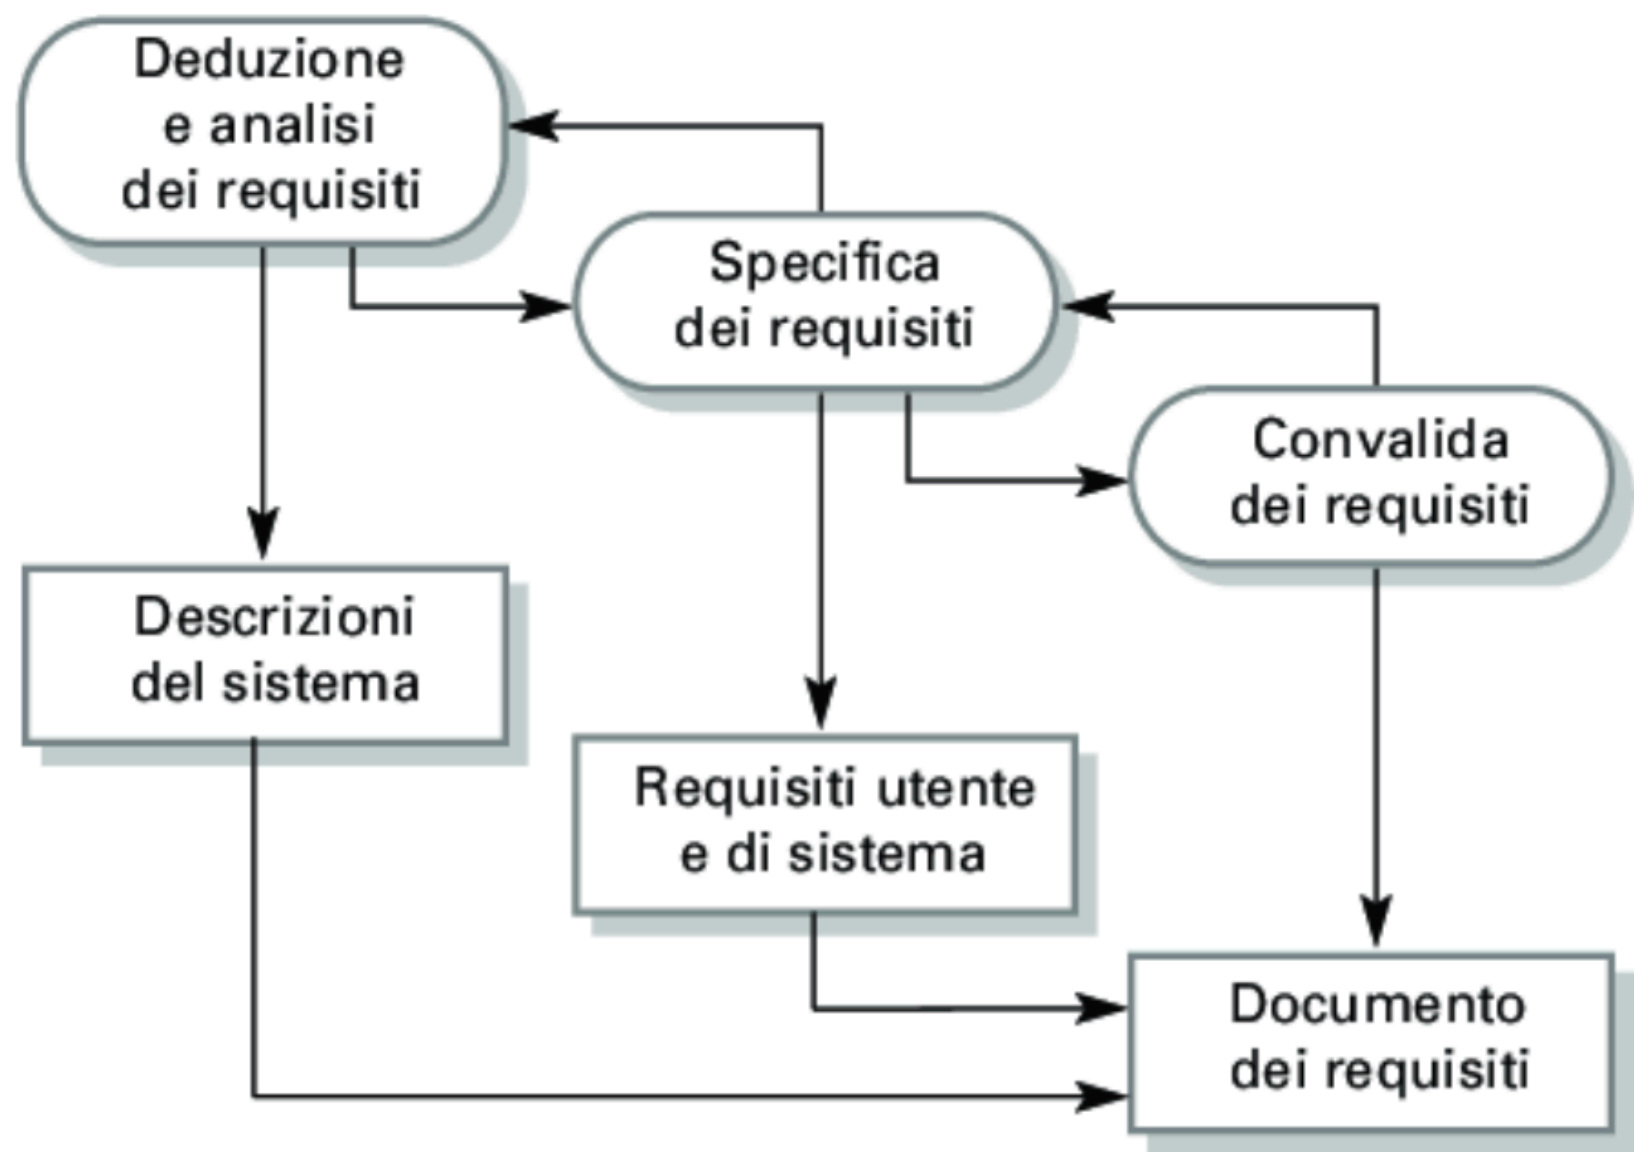 Deduzione
e analisi
dei requisiti
Specifica
dei requisiti
Convalida
dei requisiti
Descrizioni
del sistema
Requisiti utente
e di sistema
Documento
dei requisiti